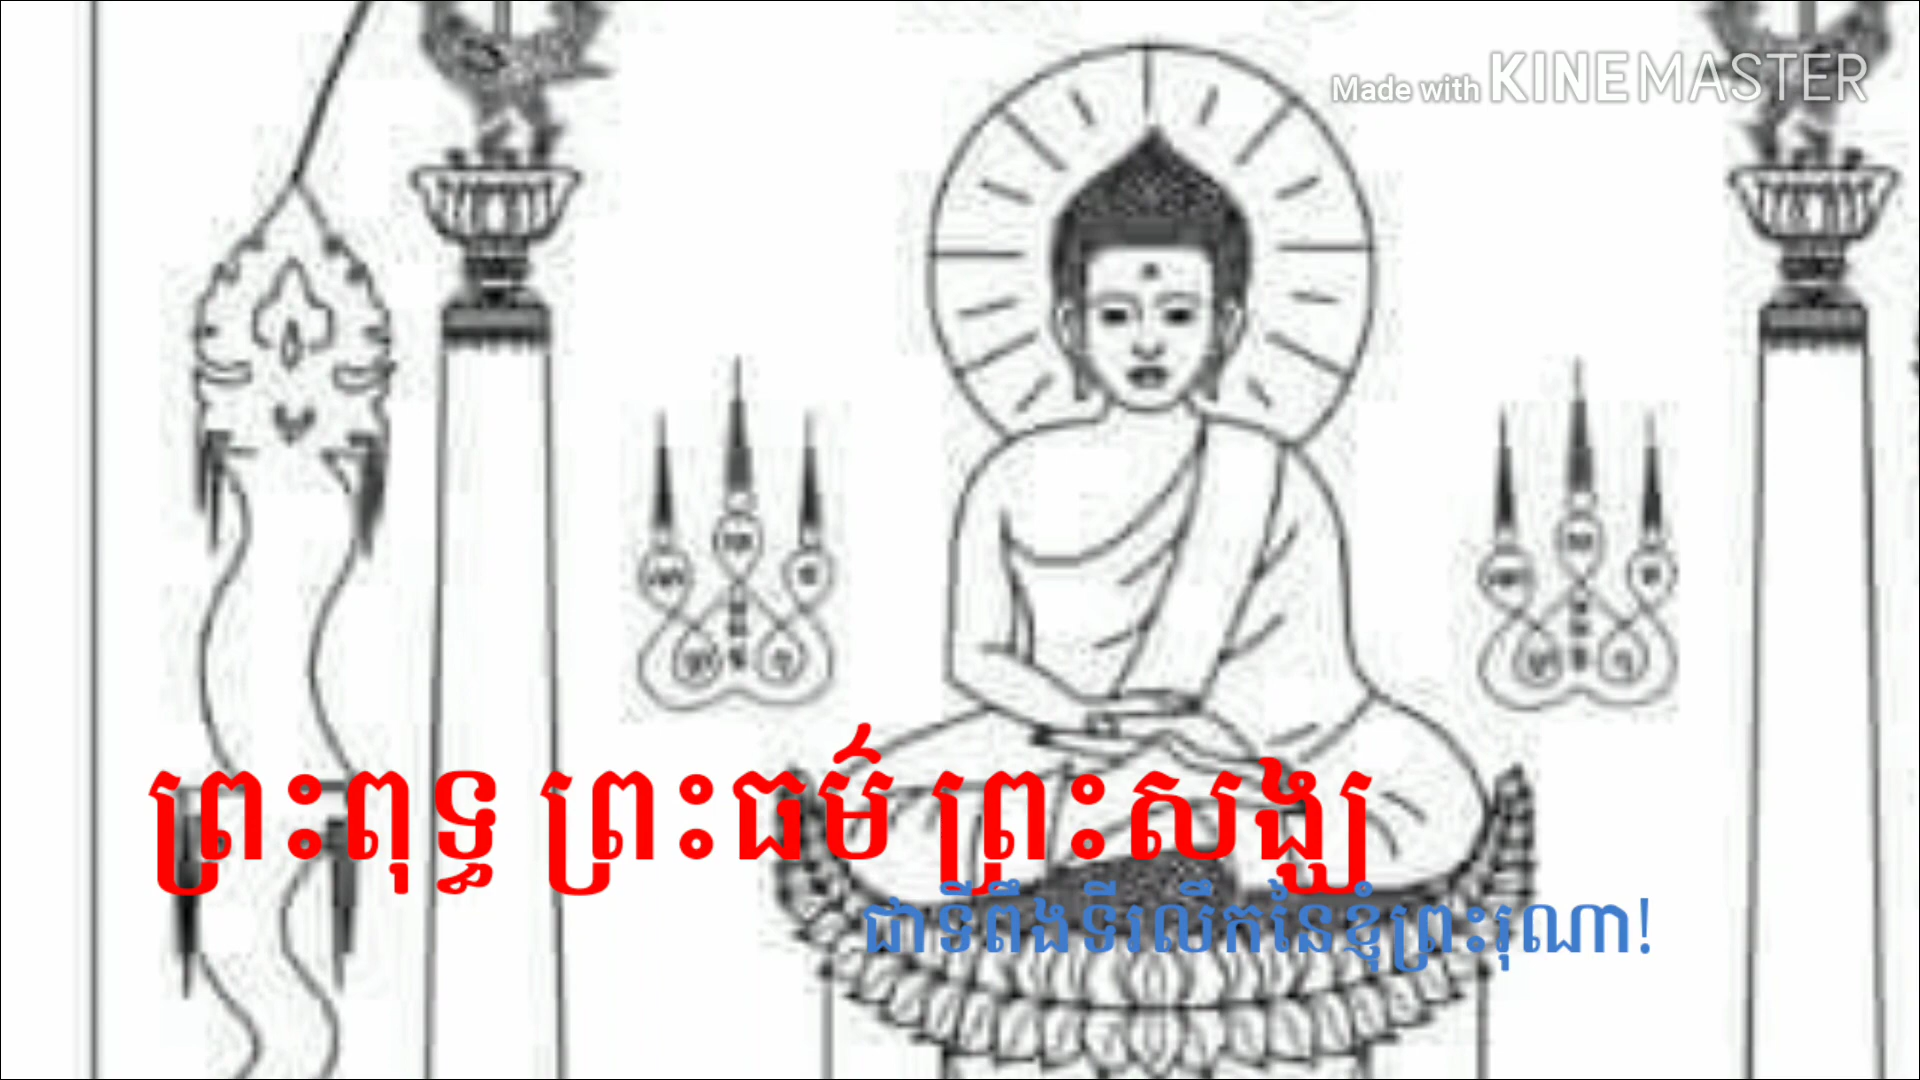 Made with KINEMASTER
ព្រះពុទ្ធ ព្រះធម៌ ព្រះសង្ឃ
ជាទីពឹងទីរលឹកនៃខ្ញុំព្រះរុណា!